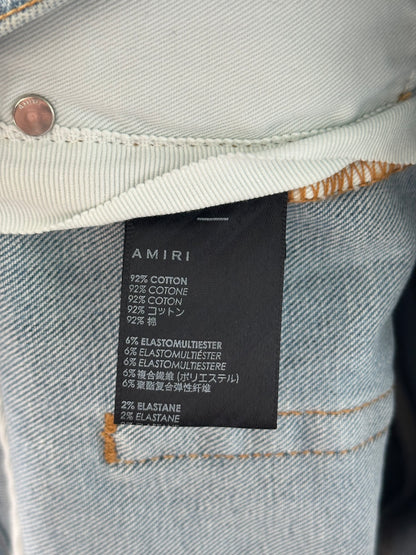 AMIRI
92% COTTON
92% COTONE
92% COTON
92% コットン
92% 棉
6% ELASTOMULTIESTER
6% ELASTOMULTIÉSTER
6% ELASTOMULTIESTERE
6% 複合繊維 (ポリエステル)
6% 聚酯复合弹性纤维
2% ELASTANE
2% ELASTANE